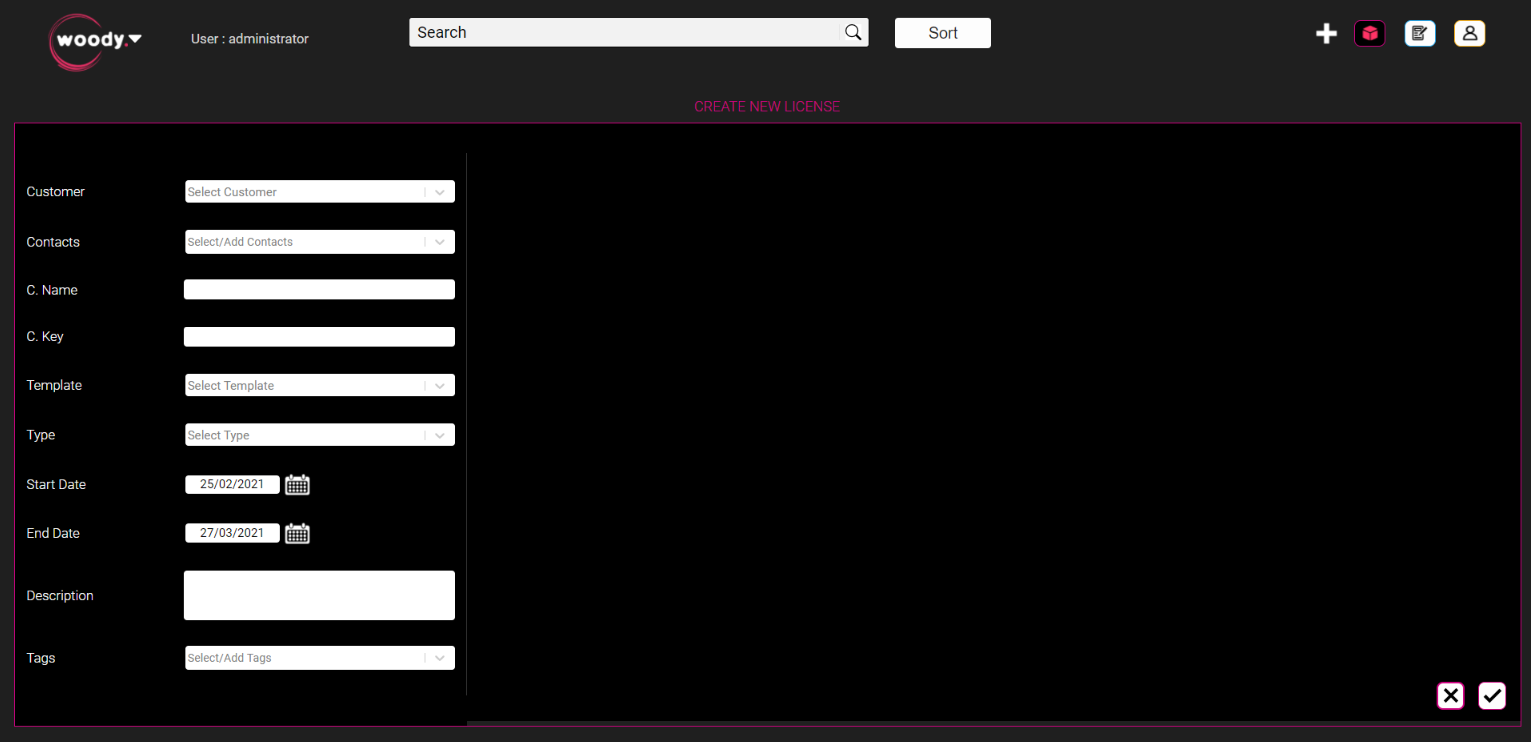 woody.
User : administrator
Search
Sort
CREATE NEW LICENSE
Customer
Select Customer
Contacts
Select/Add Contacts
C. Name
C. Key
Template
Select Template
Type
Select Type
Start Date
25/02/2021
End Date
27/03/2021
Description
Tags
Select/Add Tags